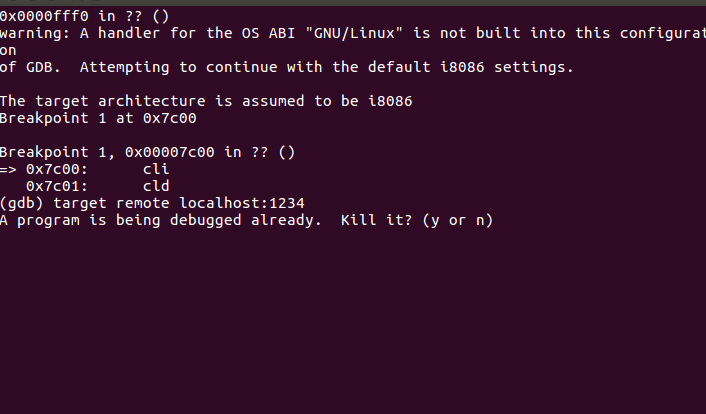 0x0000fff0 in ?? ()
warning: A handler for the OS ABI "GNU/Linux" is not built into this configurat
on
of GDB.  Attempting to continue with the default i8086 settings.
The target architecture is assumed to be i8086
Breakpoint 1 at 0x7c00
Breakpoint 1, 0x00007c00 in ?? ()
=> 0x7c00:      cli
   0x7c01:      cld
(gdb) target remote localhost:1234
A program is being debugged already.  Kill it? (y or n)